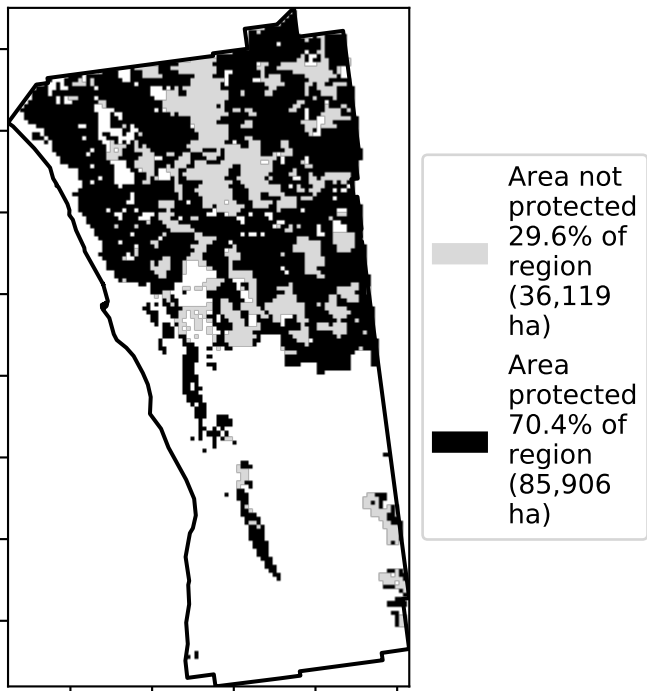 Area not
protected
29.6% of
region
(36,119
ha)
Area
protected
70.4% of
region
(85,906
ha)